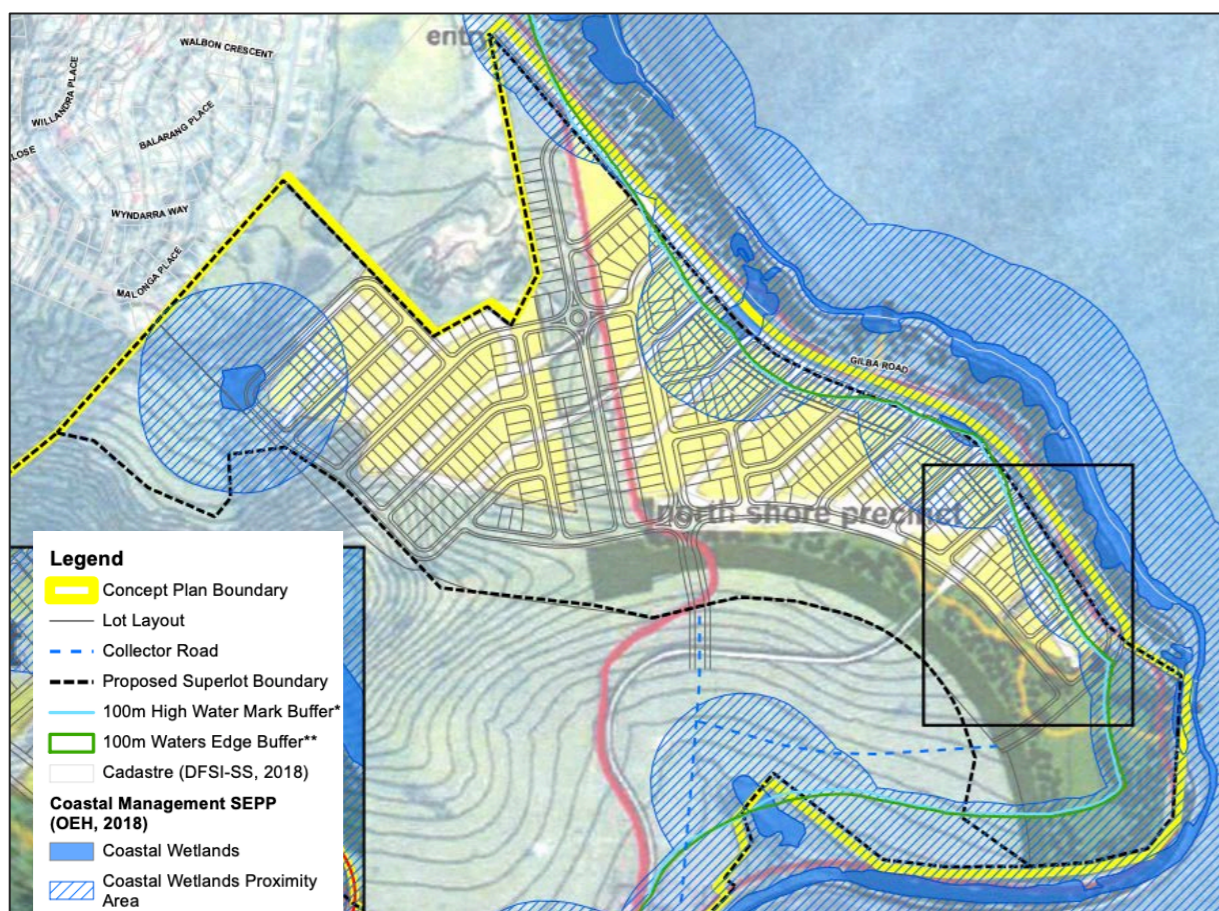 entr
WALBON CRESCENT
WILLANDRA PLACE
BALARANG PLACE
LOSE
WYNDARRA WAY
MALONGA PLACE
GILBA ROAD
north shore precinct
Legend
Concept Plan Boundary
Lot Layout
Collector Road
Proposed Superlot Boundary
100m High Water Mark Buffer*
100m Waters Edge Buffer**
Cadastre (DFSI-SS, 2018)
Coastal Management SEPP
(OEH, 2018)
Coastal Wetlands
Coastal Wetlands Proximity
Area